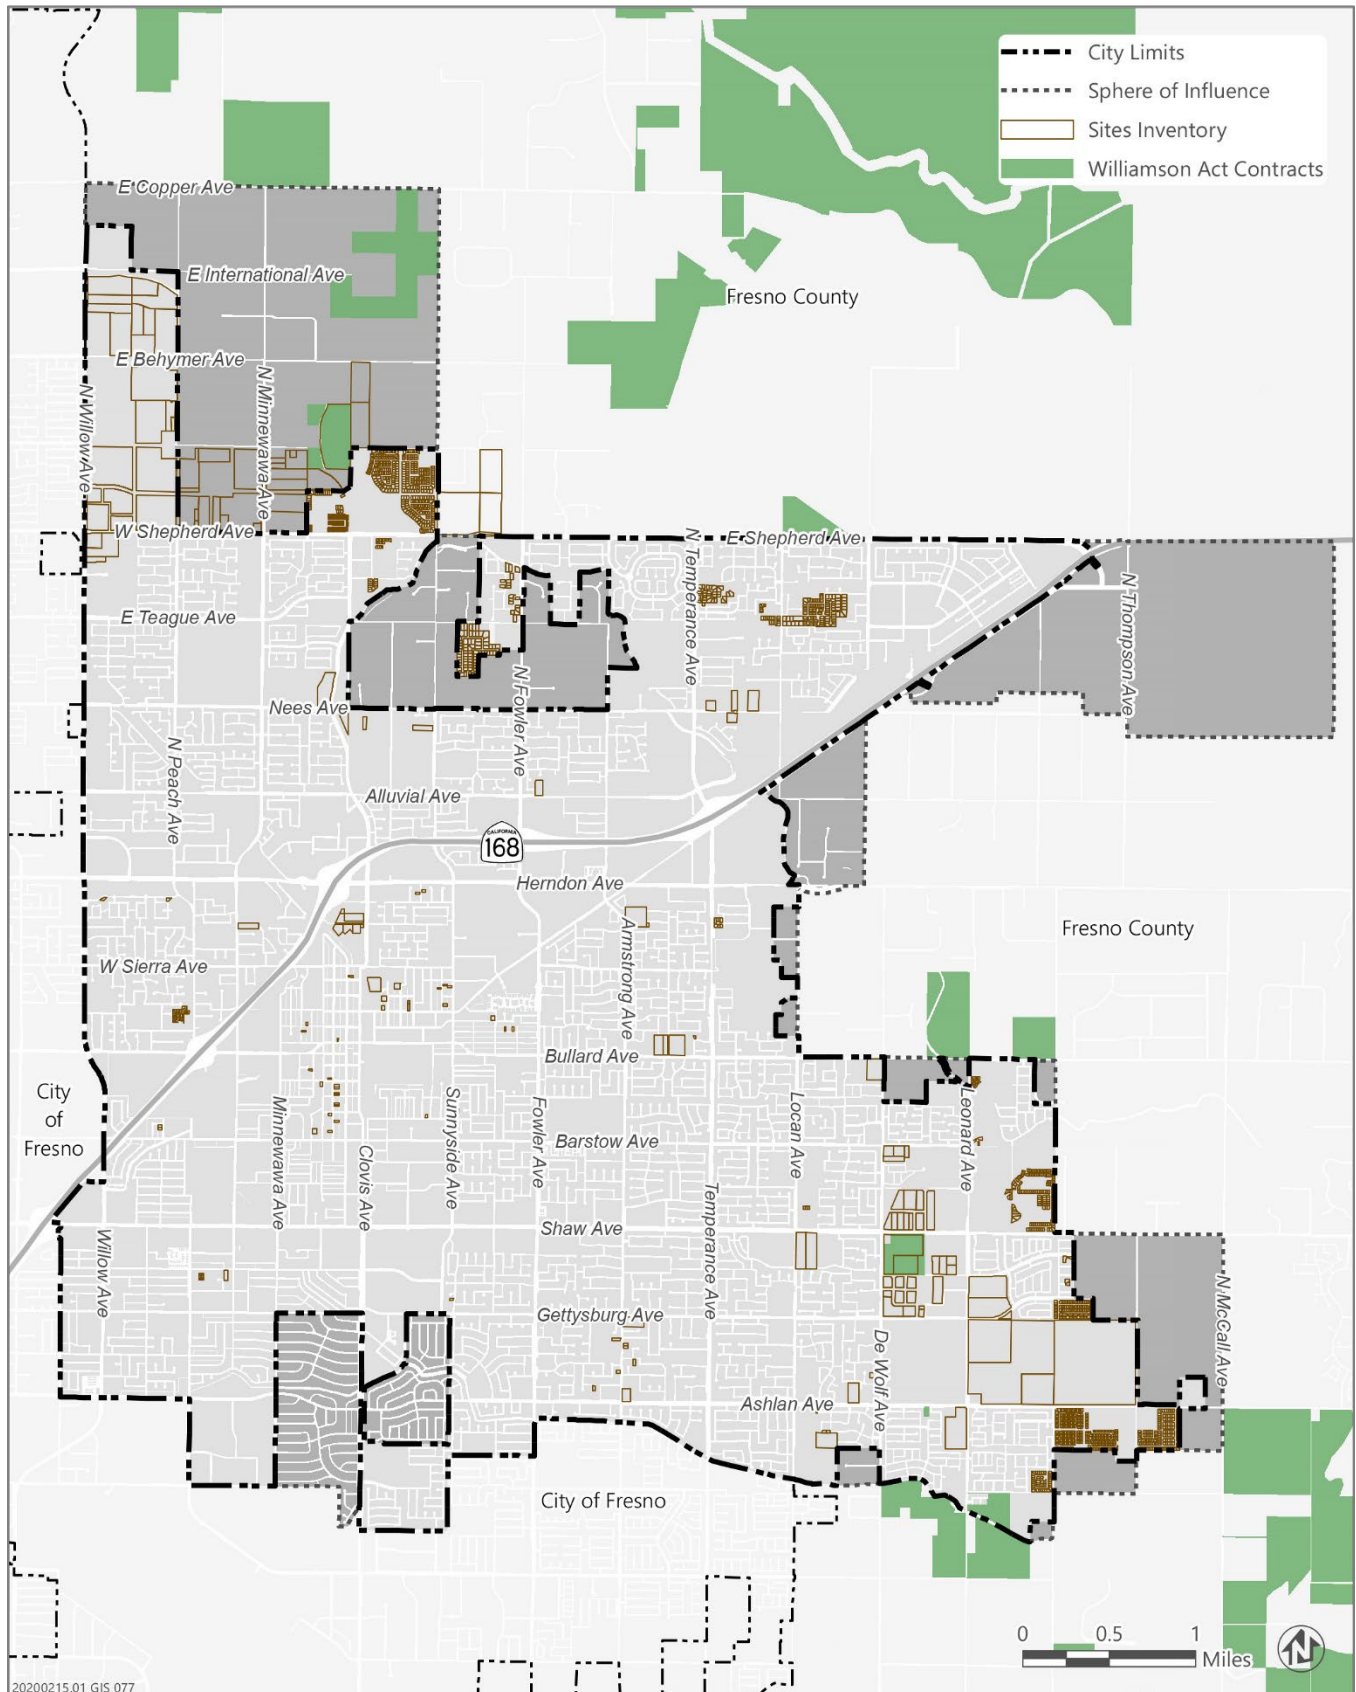 City Limits
Sphere of Influence
Sites Inventory
Williamson Act Contracts
E Copper Ave
E International Ave
Fresno County
E Behymer Ave
N Willow Ave
N Minnewawa Ave
W Shepherd Ave
E Shepherd Ave
N Temperance Ave
E Teague Ave
N Thompson Ave
N Fowler Ave
Nees Ave
N Peach Ave
Alluvial Ave
CALIFORNIA
168
Herndon Ave
Armstrong Ave
Fresno County
W Sierra Ave
Bullard Ave
City
of
Fresno
Minnewawa Ave
Clovis Ave
Sunnyside Ave
Fowler Ave
Barstow Ave
Locan Ave
Leonard Ave
Temperance Ave
Shaw Ave
Willow Ave
N McCall Ave
Gettysburg Ave
De Wolf Ave
Ashlan Ave
City of Fresno
0 0.5 1
Miles
N
20200215.01 GIS 077